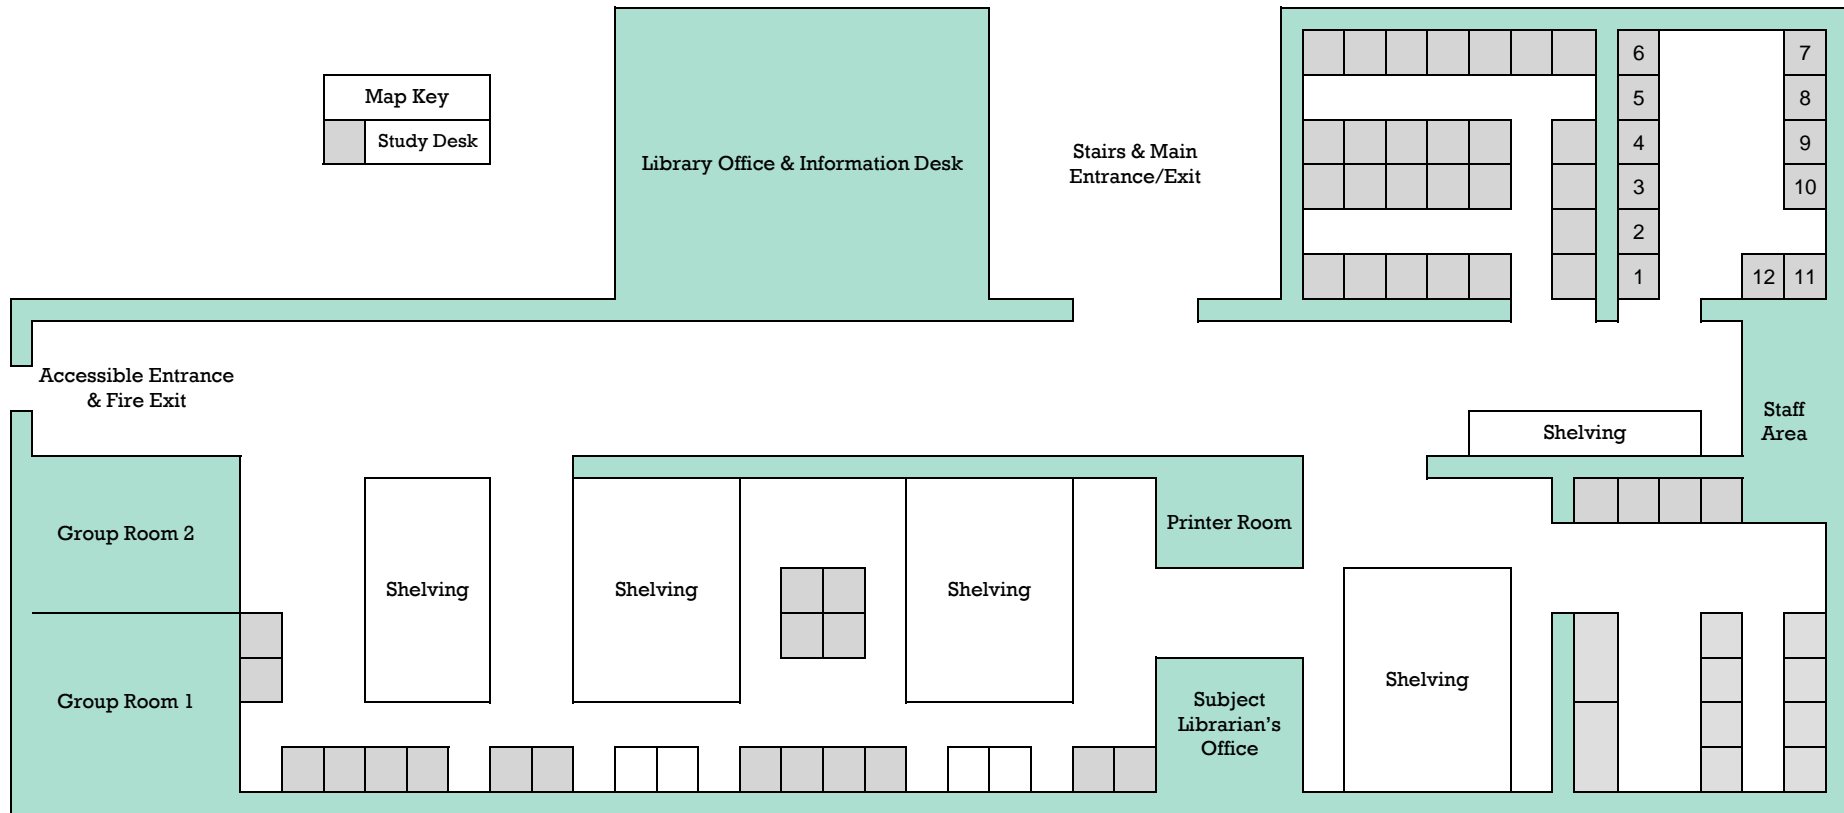 Map Key
Study Desk
Library Office & Information Desk
Stairs & Main
Entrance/Exit
6
5
4
3
2
1
7
8
9
10
12
11
Accessible Entrance
& Fire Exit
Shelving
Staff
Area
Group Room 2
Shelving
Shelving
Shelving
Printer Room
Group Room 1
Subject
Librarian's
Office
Shelving